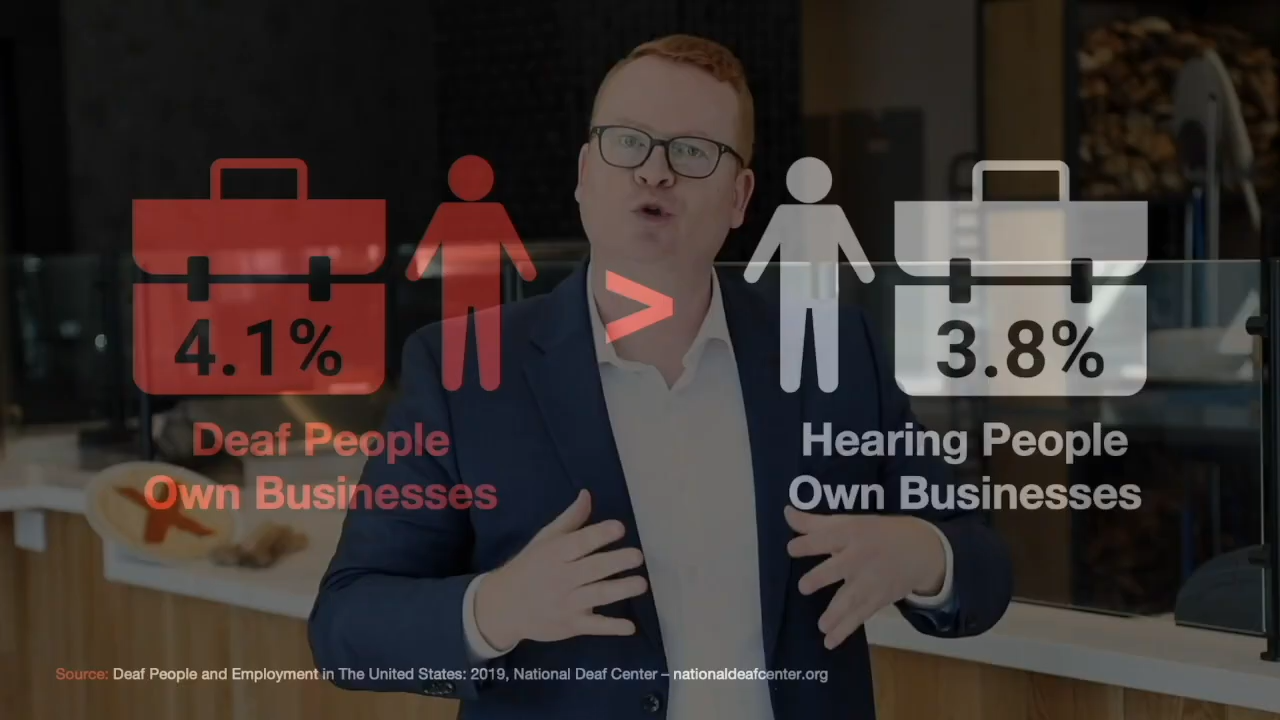 4.1%
>
3.8%
Deaf People
Own Businesses
Hearing People
Own Businesses
Source: Deaf People and Employment in The United States: 2019, National Deaf Center – nationaldeafcenter.org